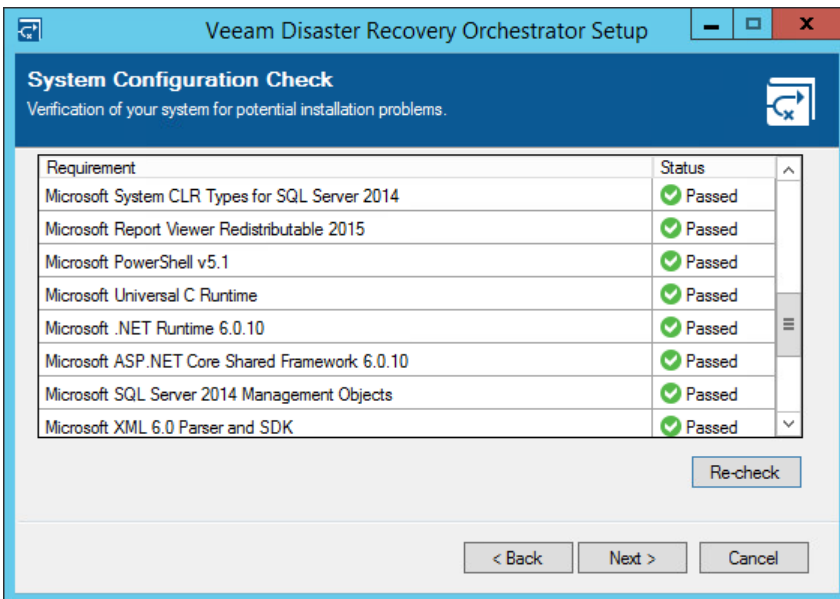 Veeam Disaster Recovery Orchestrator Setup
System Configuration Check
Verification of your system for potential installation problems.
Requirement Status
Microsoft System CLR Types for SQL Server 2014 Passed
Microsoft Report Viewer Redistributable 2015 Passed
Microsoft PowerShell v5.1 Passed
Microsoft Universal C Runtime Passed
Microsoft .NET Runtime 6.0.10 Passed
Microsoft ASP.NET Core Shared Framework 6.0.10 Passed
Microsoft SQL Server 2014 Management Objects Passed
Microsoft XML 6.0 Parser and SDK Passed
Re-check
< Back Next > Cancel